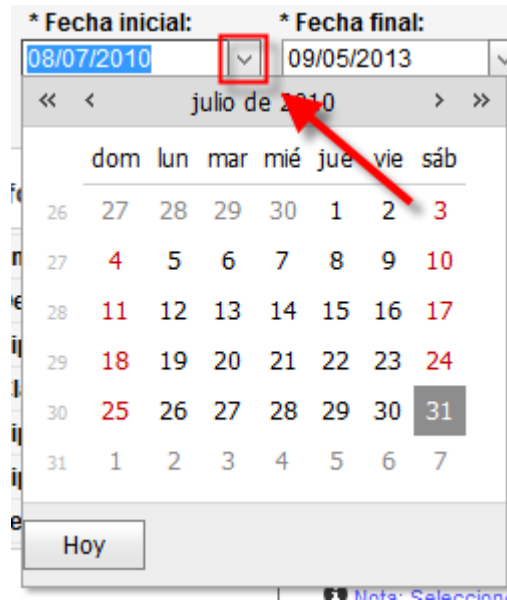 * Fecha inicial: * Fecha final:
08/07/2010 09/05/2013
« < julio de 2010 > »
dom lun mar mié jue vie sáb
26 27 28 29 30 1 2 3
27 4 5 6 7 8 9 10
28 11 12 13 14 15 16 17
29 18 19 20 21 22 23 24
30 25 26 27 28 29 30 31
31 1 2 3 4 5 6 7
Hoy
Nota: